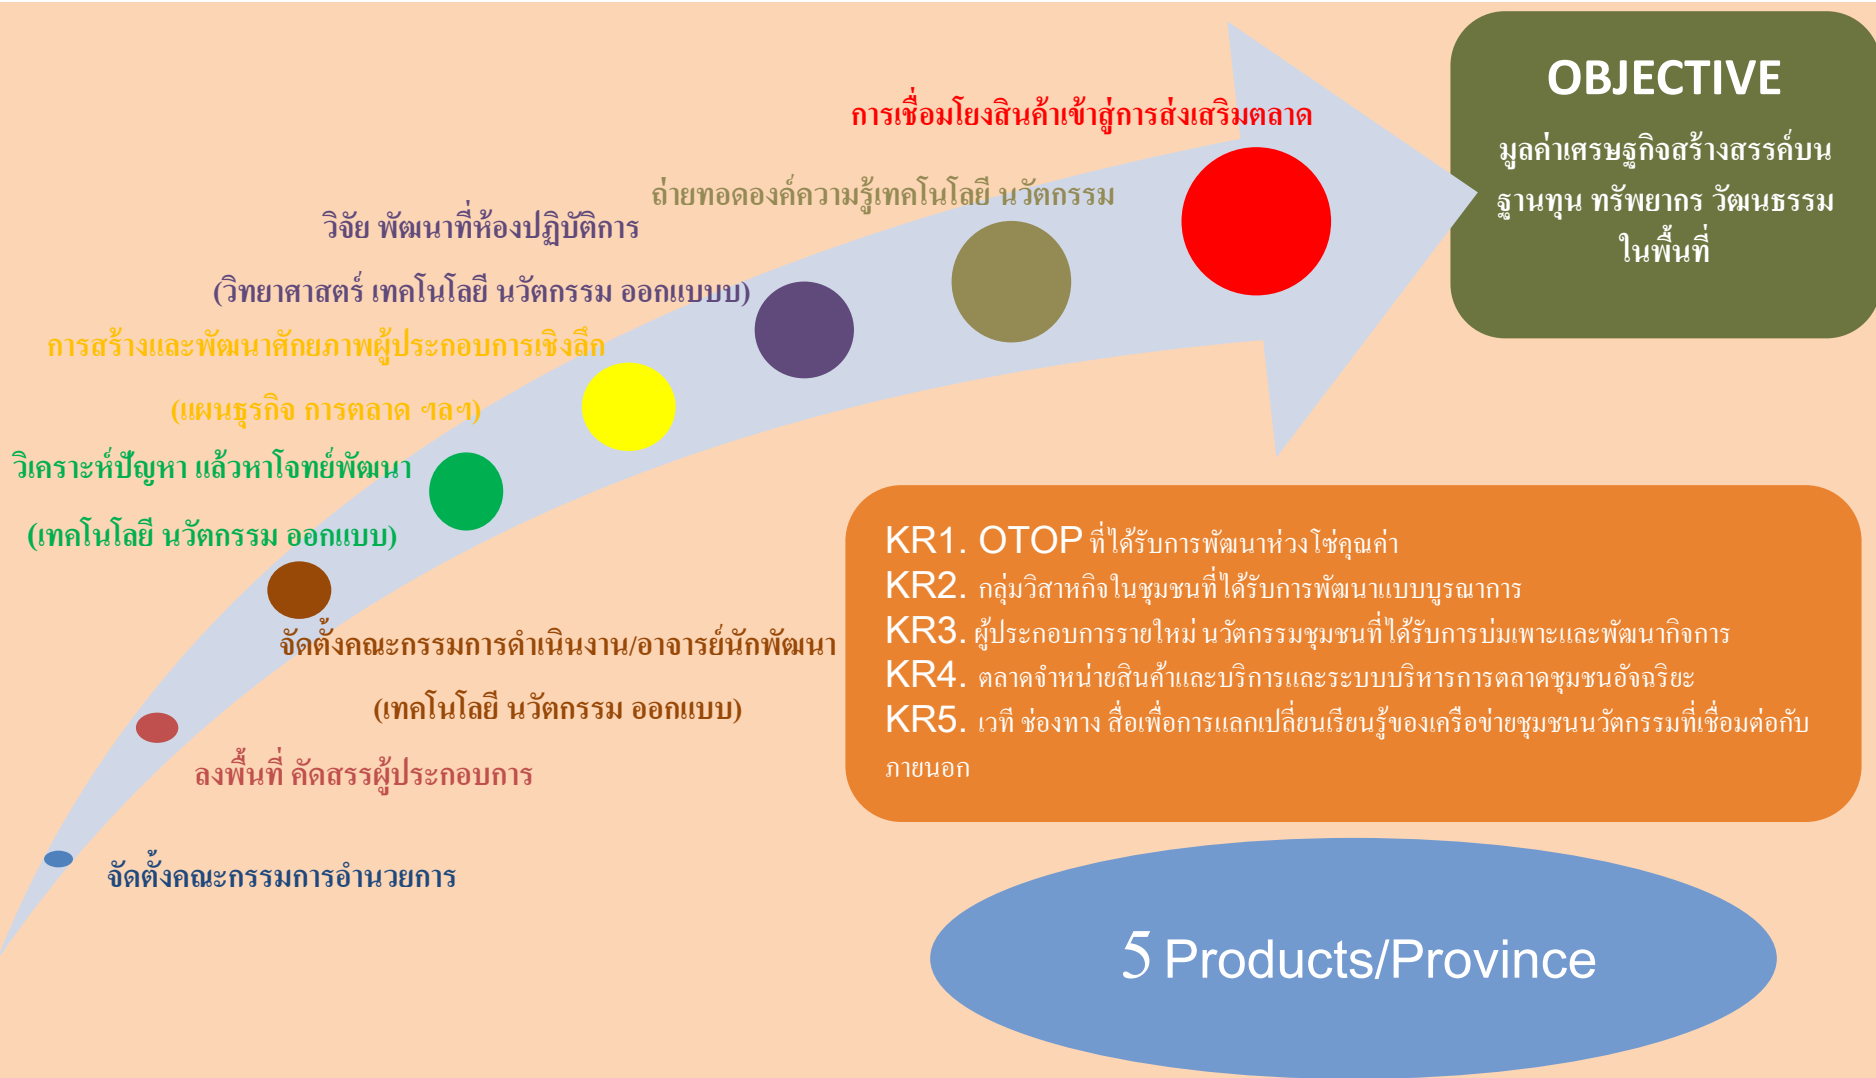 OBJECTIVE
มูลค่าเศรษฐกิจสร้างสรรค์บน
ฐานทุน ทรัพยากร วัฒนธรรม
ในพื้นที่
การเชื่อมโยงสินค้าเข้าสู่การส่งเสริมตลาด
ถ่ายทอดองค์ความรู้เทคโนโลยี นวัตกรรม
วิจัย พัฒนาที่ห้องปฏิบัติการ
(วิทยาศาสตร์ เทคโนโลยี นวัตกรรม ออกแบบบ)
การสร้างและพัฒนาศักยภาพผู้ประกอบการเชิงลึก
(แผนธุรกิจ การตลาด ฯลฯ)
วิเคราะห์ปัญหา แล้วหาโจทย์พัฒนา
(เทคโนโลยี นวัตกรรม ออกแบบ)
จัดตั้งคณะกรรมการดำเนินงาน/อาจารย์นักพัฒนา
(เทคโนโลยี นวัตกรรม ออกแบบ)
ลงพื้นที่ คัดสรรผู้ประกอบการ
จัดตั้งคณะกรรมการอำนวยการ
KR1. OTOP ที่ได้รับการพัฒนาห่วงโซ่คุณค่า
KR2. กลุ่มวิสาหกิจในชุมชนที่ได้รับการพัฒนาแบบบูรณาการ
KR3. ผู้ประกอบการรายใหม่ นวัตกรรมชุมชนที่ได้รับการบ่มเพาะและพัฒนากิจการ
KR4. ตลาดจำหน่ายสินค้าและบริการและระบบบริหารการตลาดชุมชนอัจฉริยะ
KR5. เวที ช่องทาง สื่อเพื่อการแลกเปลี่ยนเรียนรู้ของเครือข่ายชุมชนนวัตกรรมที่เชื่อมต่อกับ
ภายนอก
5 Products/Province